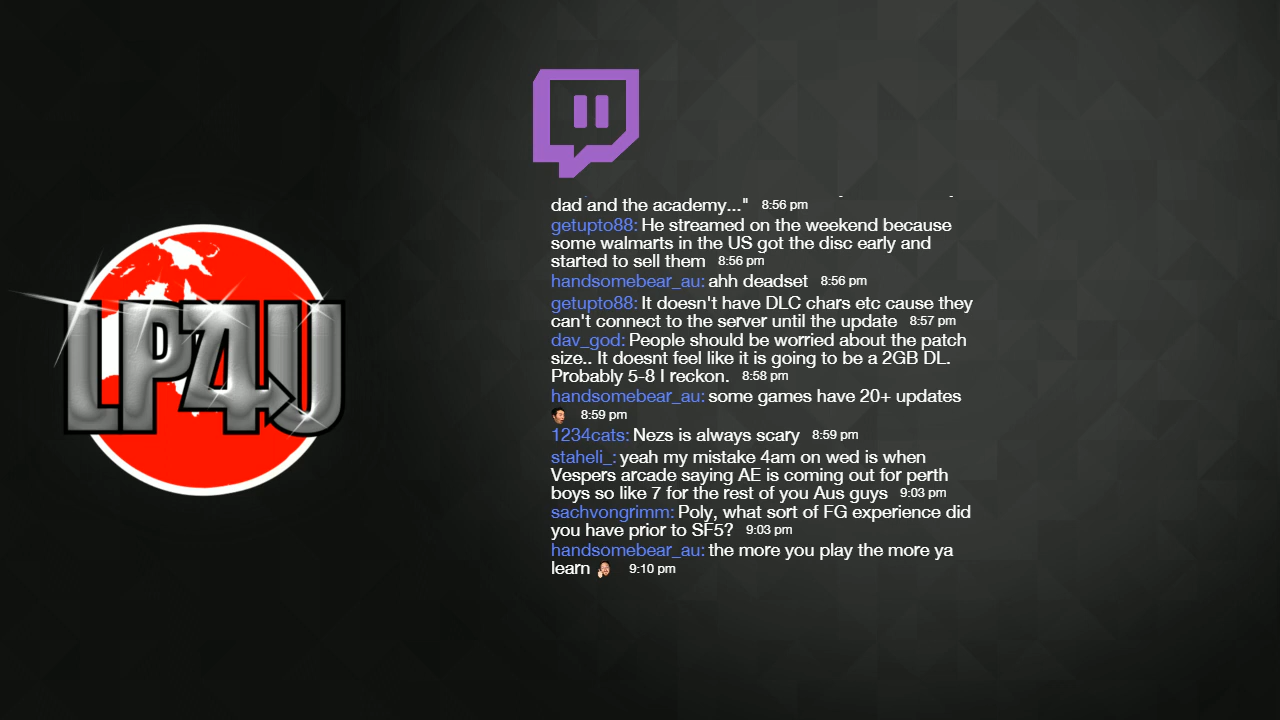 dad and the academy..." 8:56 pm
getupto88: He streamed on the weekend because
some walmarts in the US got the disc early and
started to sell them 8:56 pm
handsomebear_au: ahh deadset 8:56 pm
getupto88: It doesn't have DLC chars etc cause they
can't connect to the server until the update 8:57 pm
dav_god: People should be worried about the patch
size.. It doesnt feel like it is going to be a 2GB DL.
Probably 5-8 I reckon. 8:58 pm
handsomebear_au: some games have 20+ updates
8:59 pm
1234cats: Nezs is always scary 8:59 pm
staheli_: yeah my mistake 4am on wed is when
Vespers arcade saying AE is coming out for perth
boys so like 7 for the rest of you Aus guys 9:03 pm
sachvongrimm: Poly, what sort of FG experience did
you have prior to SF5? 9:03 pm
handsomebear_au: the more you play the more ya
learn 9:10 pm
LP4U